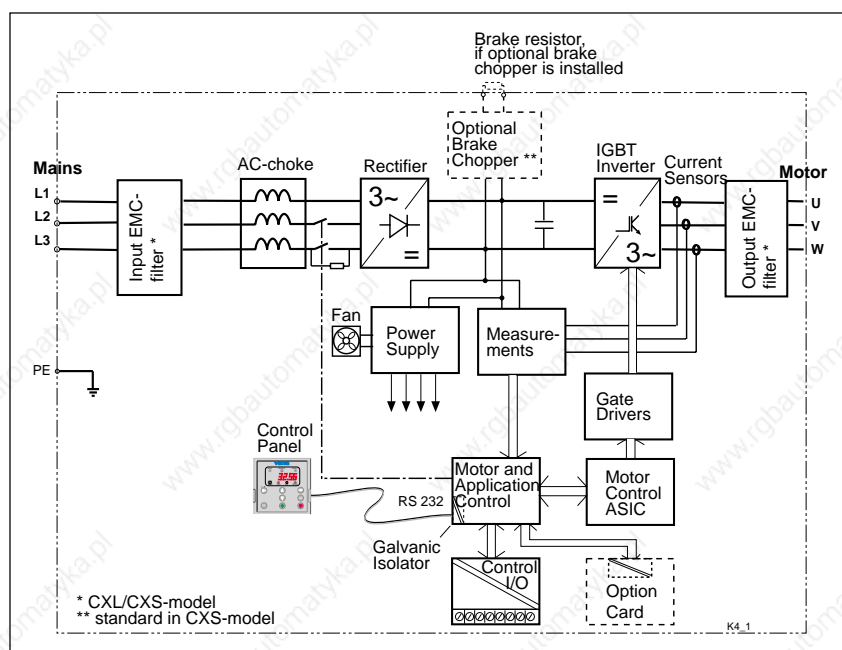 Brake resistor,
if optional brake
chopper is installed
Optional
Brake
Chopper **
IGBT
Inverter
Current
Sensors
Mains
AC-choke
Rectifier
Motor
L1
L2
L3
Input EMC-
filter *
3~
=
=
3~
Output EMC-
filter *
U
V
W
Fan
Power
Supply
Measure-
ments
PE
Gate
Drivers
Control
Panel
Motor and
Application
Control
RS 232
Motor
Control
ASIC
Galvanic
Isolator
Control
I/O
Option
Card
* CXL/CXS-model
** standard in CXS-model
K4_1
www.rgbautomatyka.pl